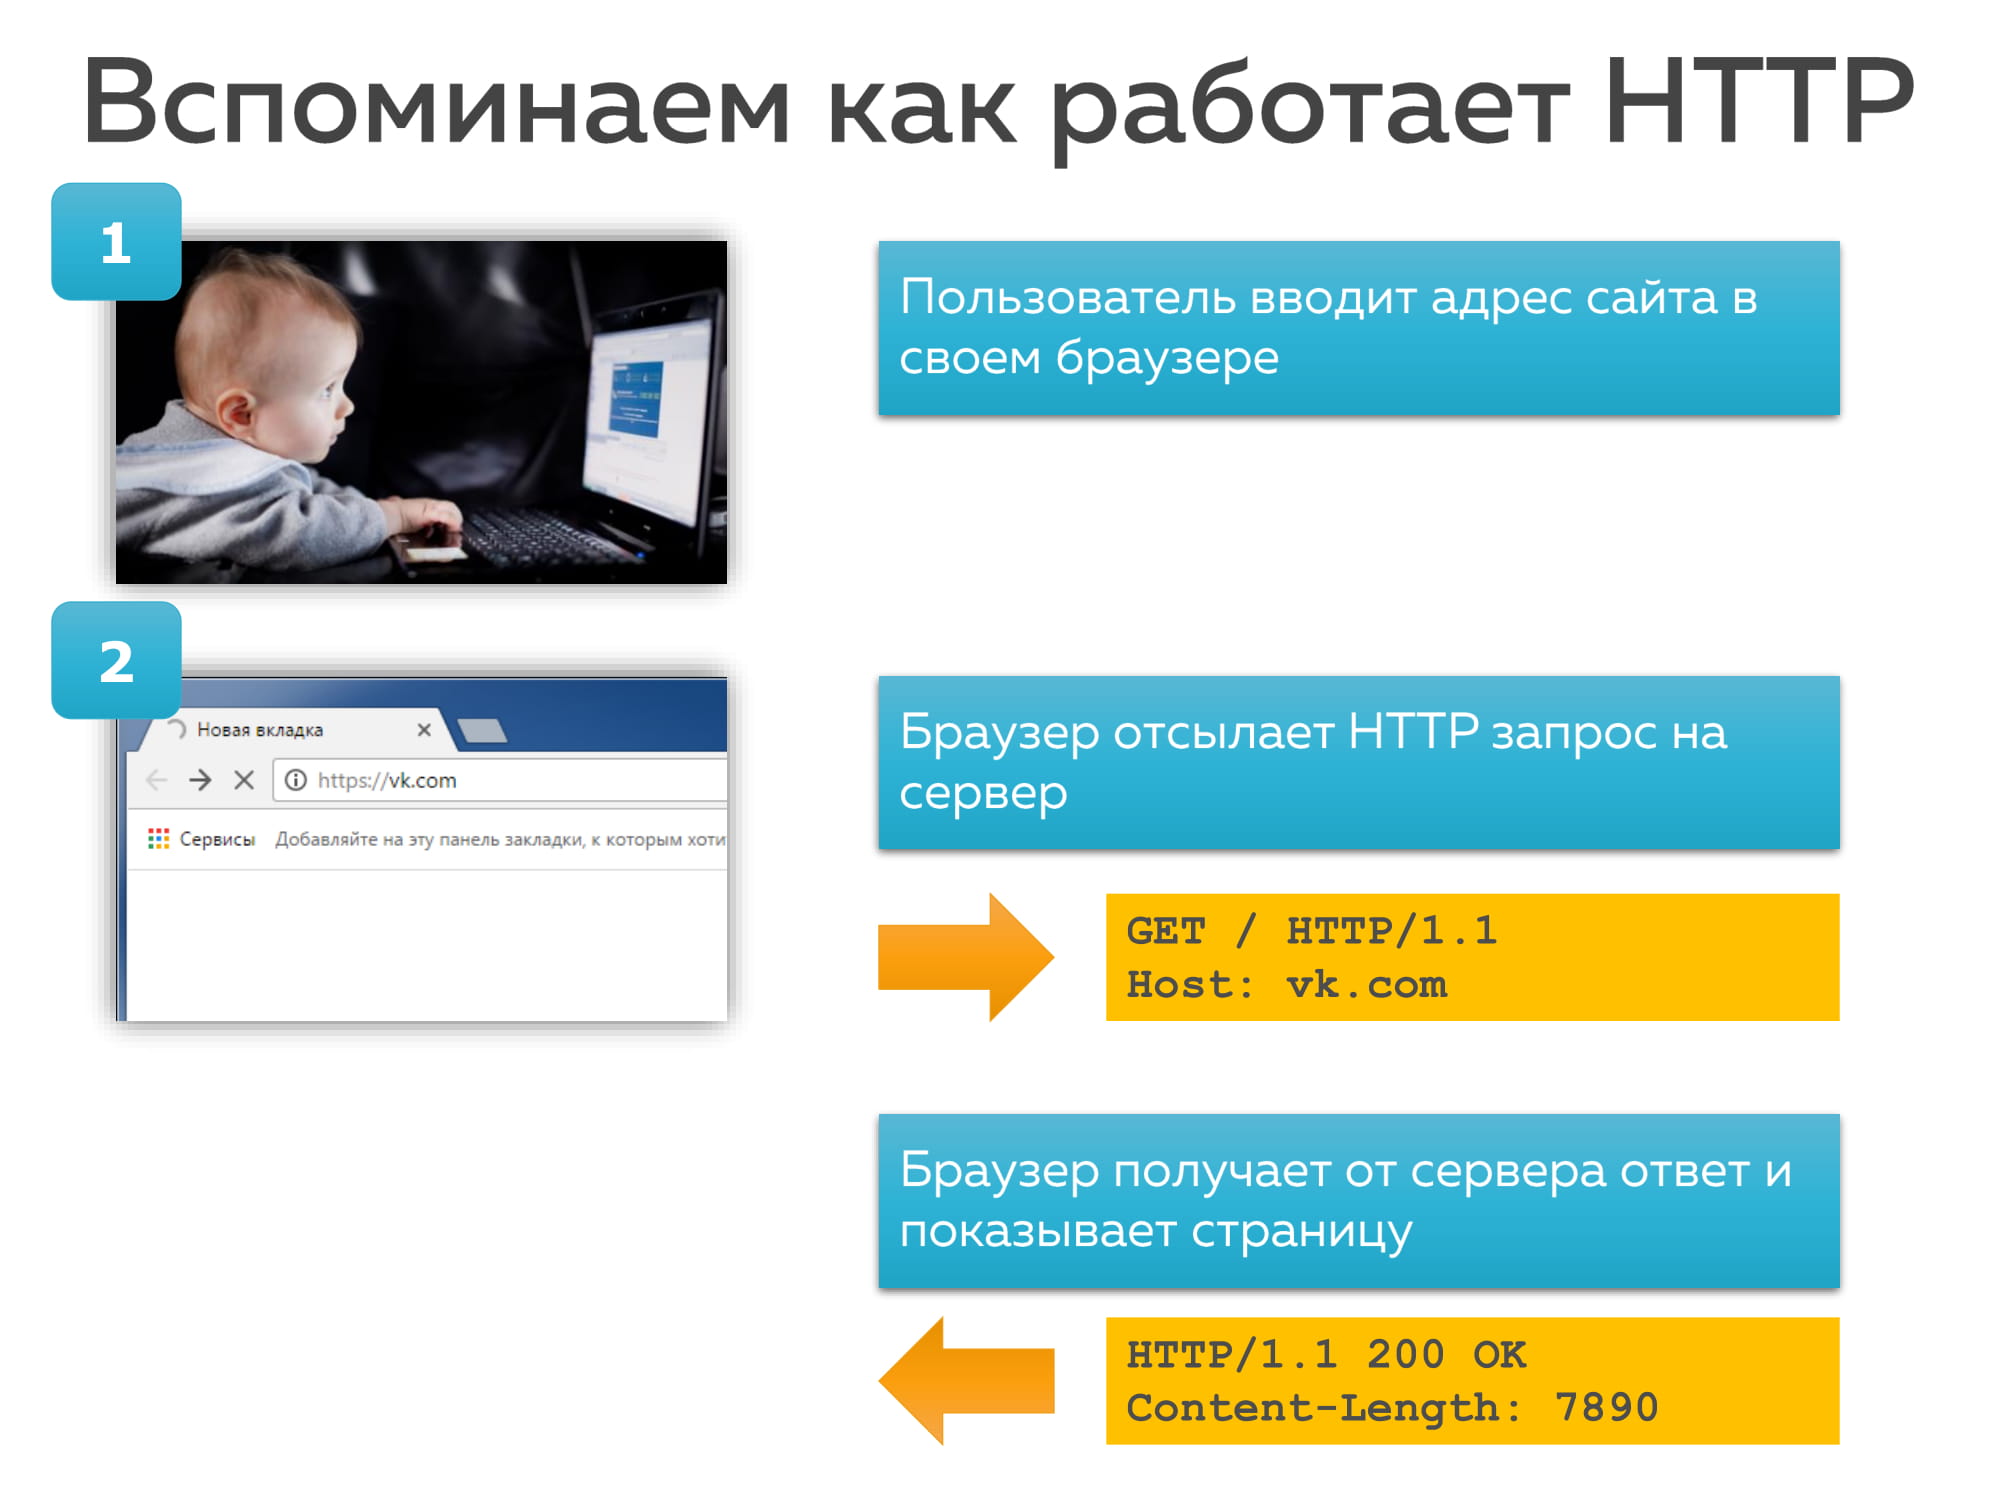 Вспоминаем как работает HTTP
1
Пользователь вводит адрес сайта в
своем браузере
2
Новая вкладка
https://vk.com
Сервисы Добавляйте на эту панель закладки, к которым хоти
Браузер отсылает HTTP запрос на
сервер
GET / HTTP/1.1
Host: vk.com
Браузер получает от сервера ответ и
показывает страницу
HTTP/1.1 200 OK
Content-Length: 7890